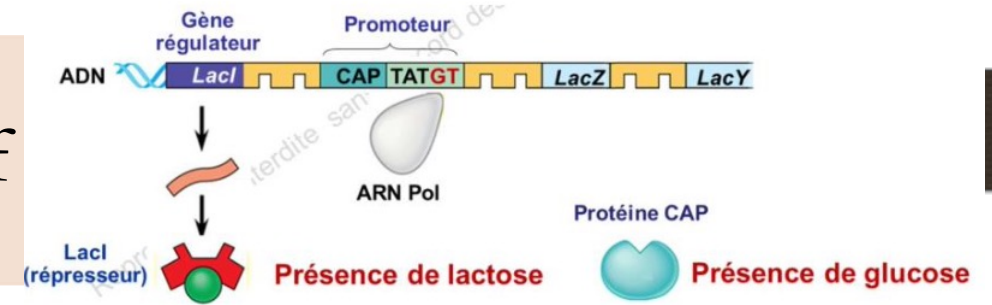 Gène
régulateur
Promoteur
ADN
LacI
CAP
TATGT
LacZ
LacY
ARN Pol
Protéine CAP
LacI
(répresseur)
Présence de lactose
Présence de glucose